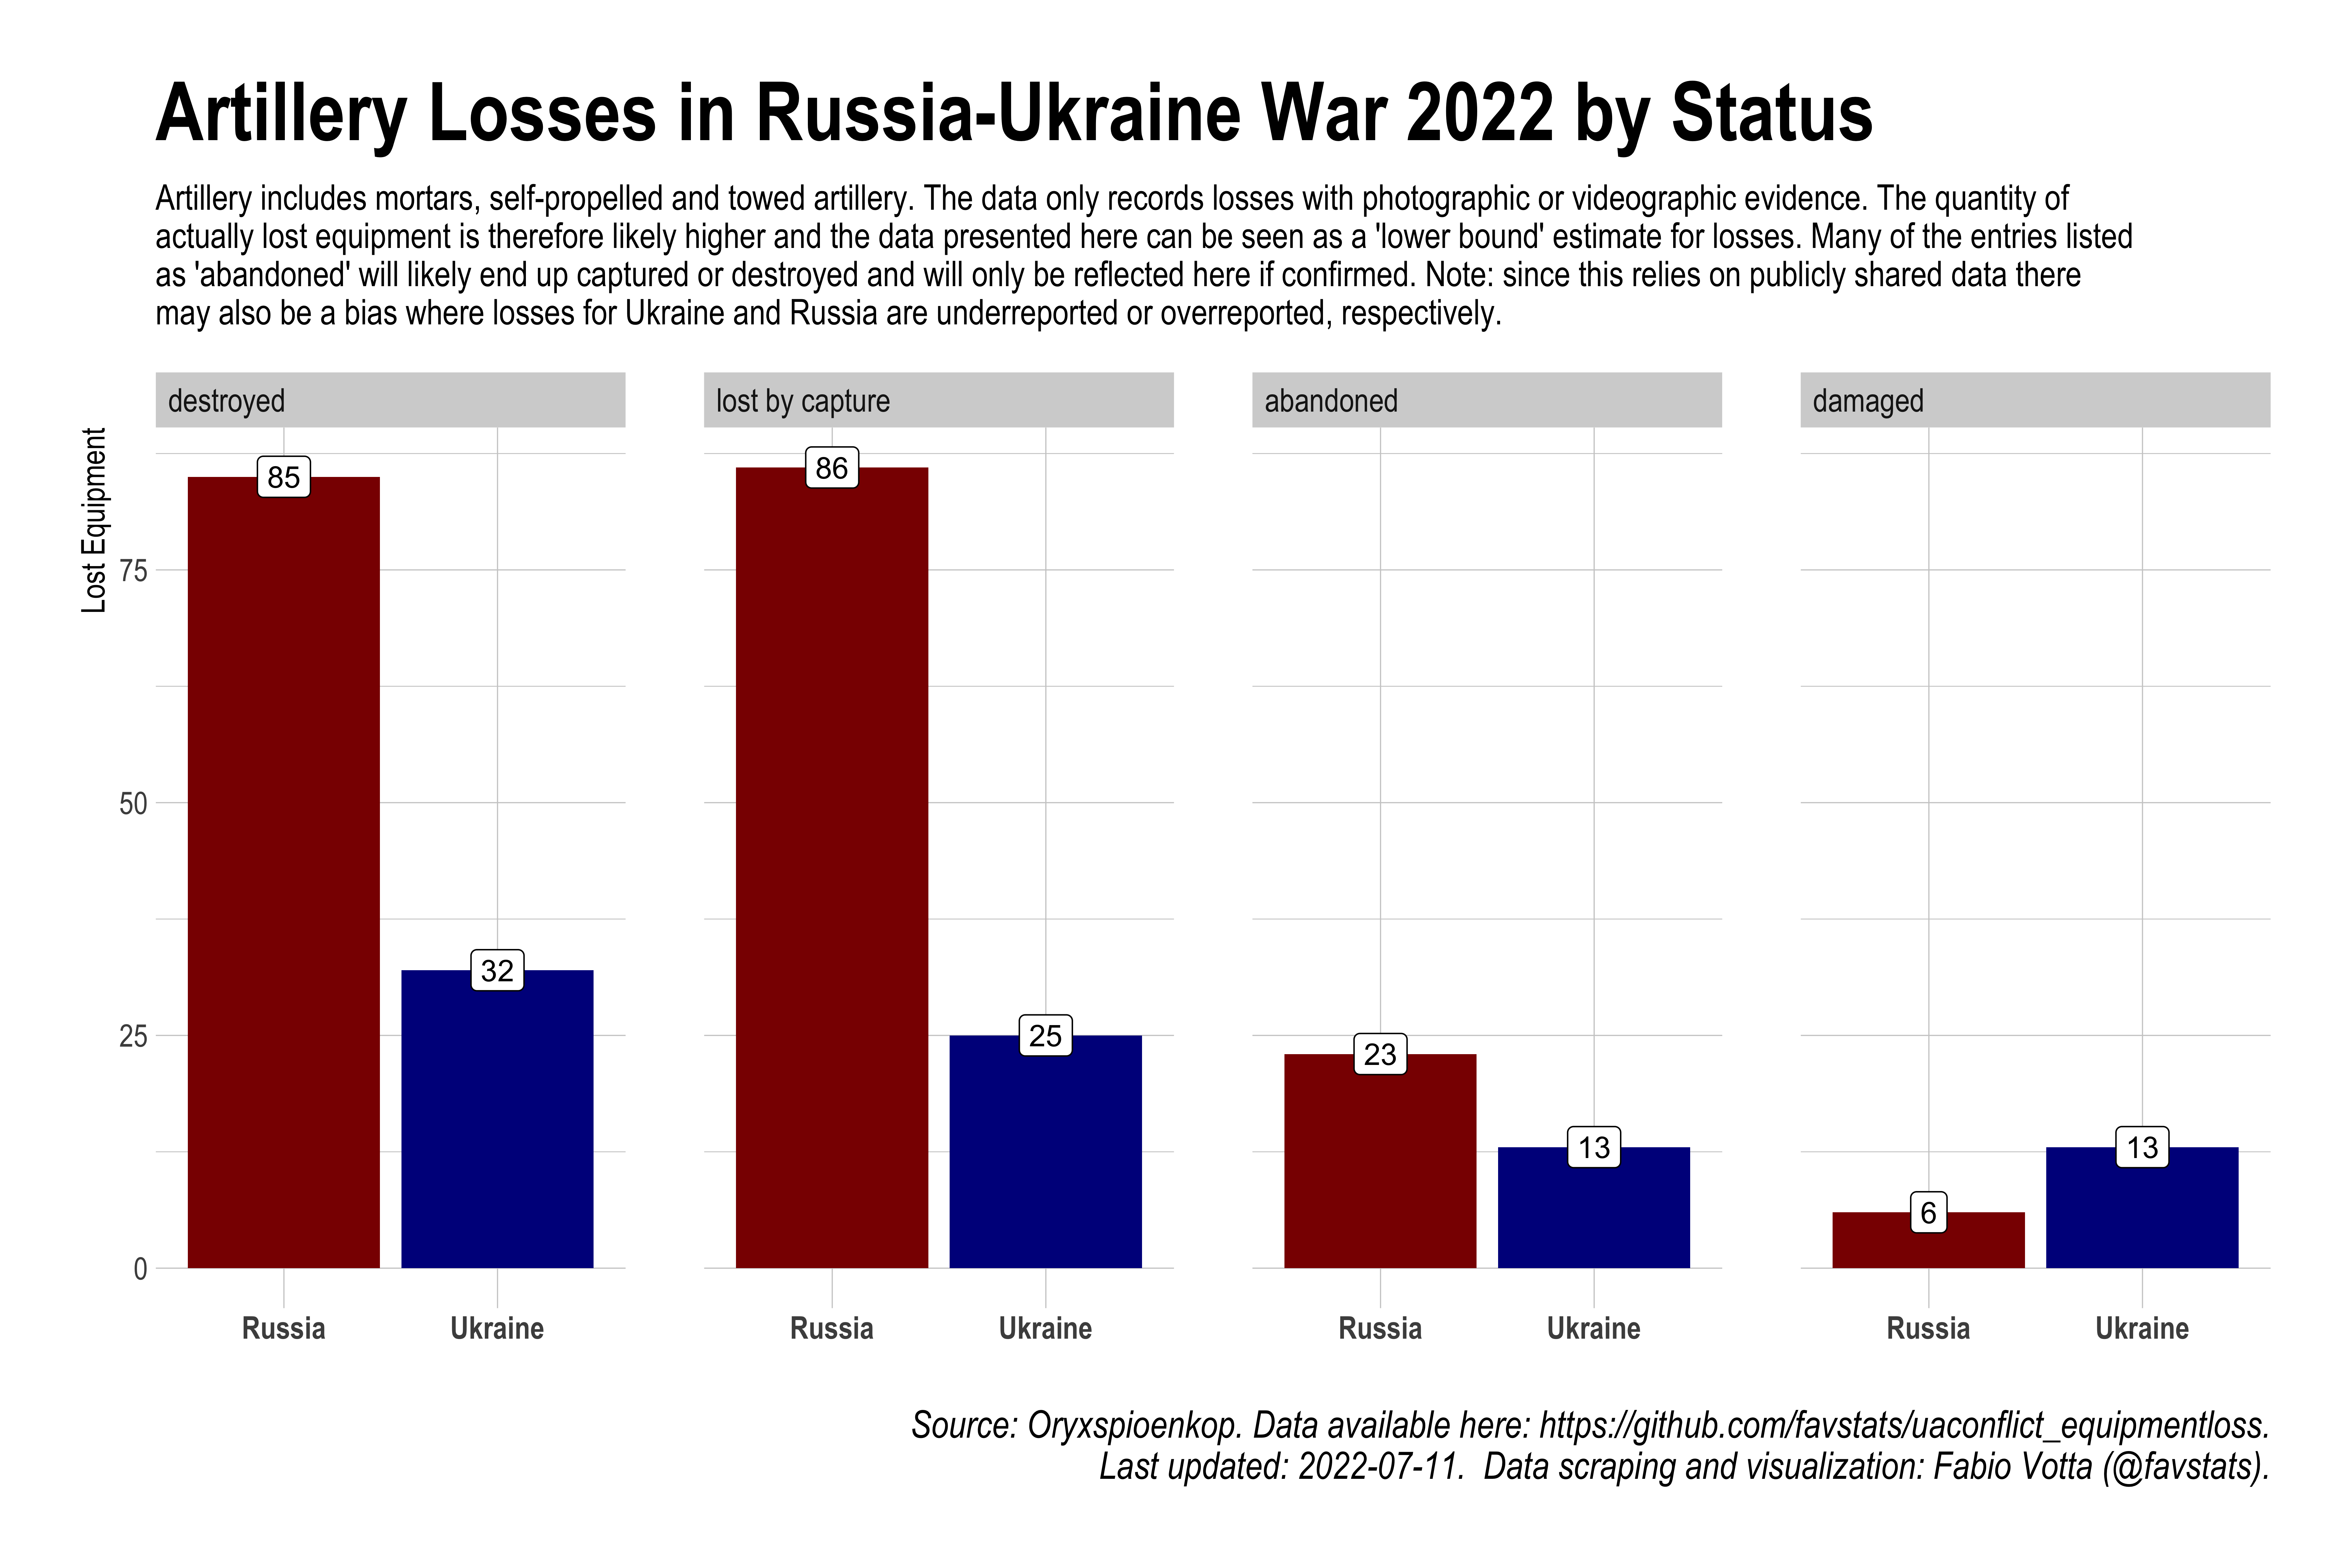 Artillery Losses in Russia-Ukraine War 2022 by Status
Artillery includes mortars, self-propelled and towed artillery. The data only records losses with photographic or videographic evidence. The quantity of
actually lost equipment is therefore likely higher and the data presented here can be seen as a 'lower bound' estimate for losses. Many of the entries listed
as 'abandoned' will likely end up captured or destroyed and will only be reflected here if confirmed. Note: since this relies on publicly shared data there
may also be a bias where losses for Ukraine and Russia are underreported or overreported, respectively.
destroyed
lost by capture
abandoned
damaged
Lost Equipment
75
50
25
0
85
32
86
25
23
13
6
13
Russia
Ukraine
Russia
Ukraine
Russia
Ukraine
Russia
Ukraine
Source: Oryxspioenkop. Data available here: https://github.com/favstats/uaconflict_equipmentloss.
Last updated: 2022-07-11.  Data scraping and visualization: Fabio Votta (@favstats).